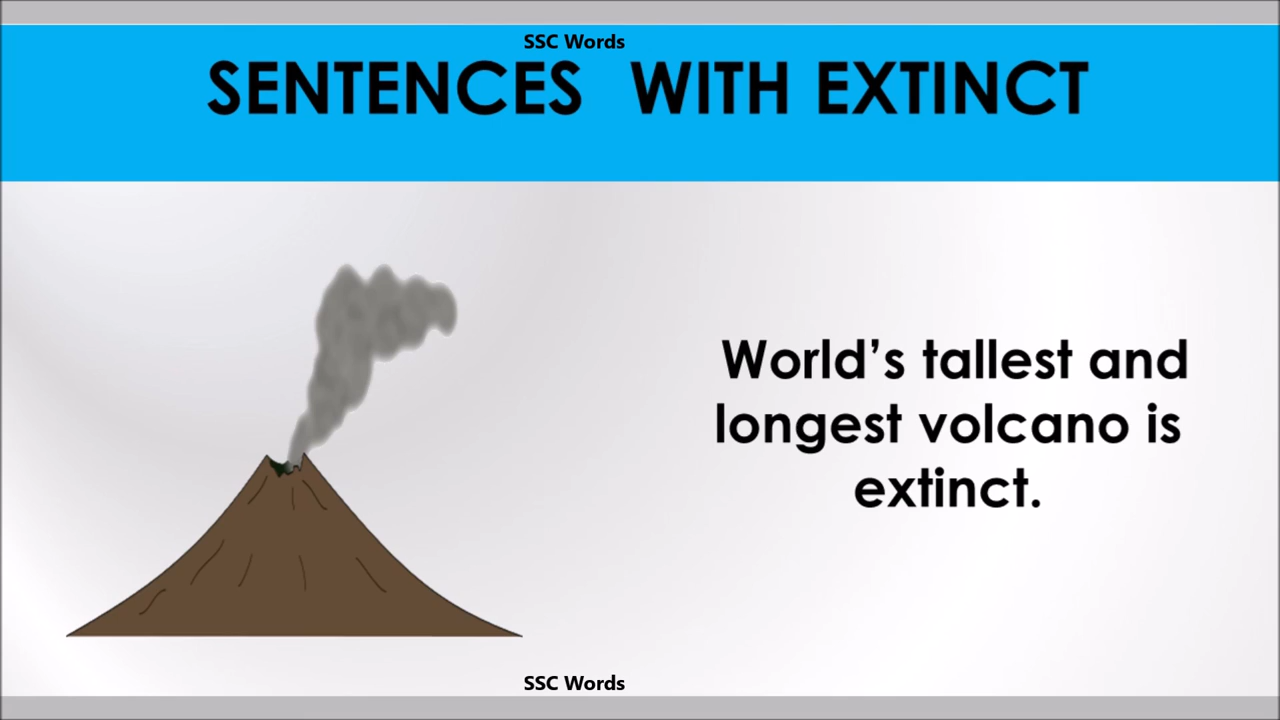 SSC Words
SENTENCES WITH EXTINCT
World’s tallest and
longest volcano is
extinct.
SSC Words